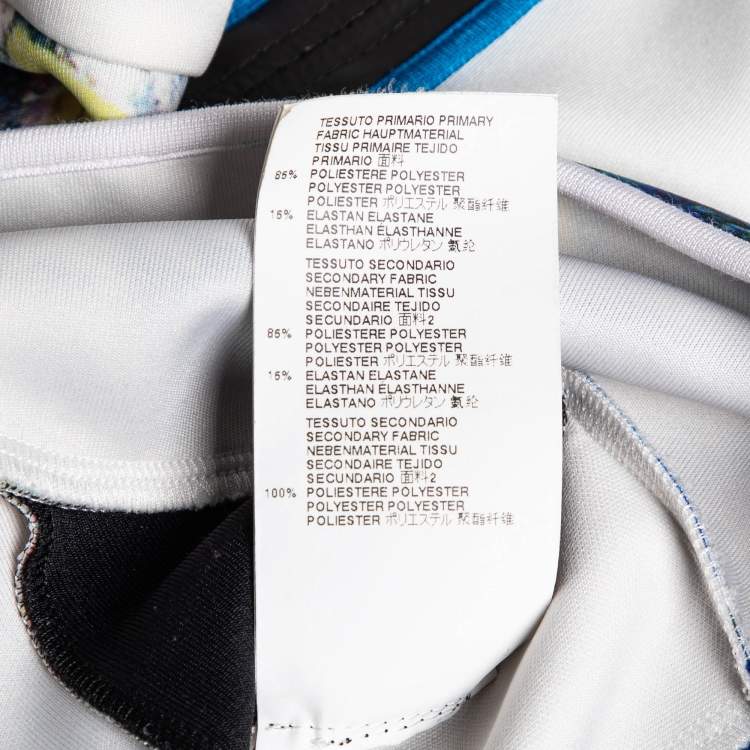 TESSUTO PRIMARIO PRIMARY
FABRIC HAUPTMATERIAL
TISSU PRIMAIRE TEJIDO
PRIMARIO 面料
85% POLIESTERE POLYESTER
POLYESTER POLYESTER
POLIESTER ポリエステル 聚酯纤维
15% ELASTAN ELASTANE
ELASTHAN ÉLASTHANNE
ELASTANO ポリウレタン 氨纶
TESSUTO SECONDARIO
SECONDARY FABRIC
NEBENMATERIAL TISSU
SECONDAIRE TEJIDO
SECUNDARIO 面料2
85% POLIESTERE POLYESTER
POLYESTER POLYESTER
POLIESTER ポリエステル 聚酯纤维
15% ELASTAN ELASTANE
ELASTHAN ÉLASTHANNE
ELASTANO ポリウレタン 氨纶
TESSUTO SECONDARIO
SECONDARY FABRIC
NEBENMATERIAL TISSU
SECONDAIRE TEJIDO
SECUNDARIO 面料2
100% POLIESTERE POLYESTER
POLYESTER POLYESTER
POLIESTER ポリエステル 聚酯纤维